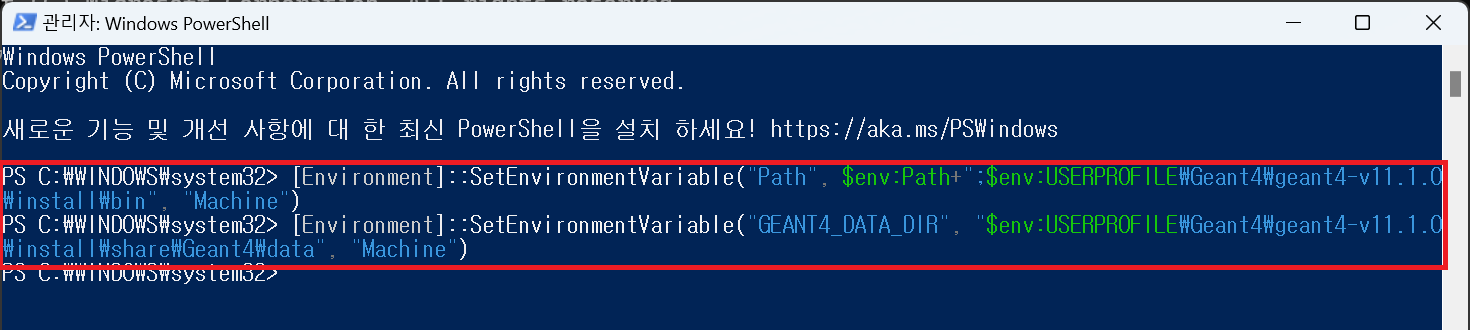 관리자: Windows PowerShell
Windows PowerShell
Copyright (C) Microsoft Corporation. All rights reserved.
새로운 기능 및 개선 사항에 대 한 최신 PowerShell을 설치 하세요! https://aka.ms/PSWindows
PS C:₩WINDOWS₩system32> [Environment]::SetEnvironmentVariable("Path", $env:Path+";$env:USERPROFILE₩Geant4₩geant4-v11.1.0
₩install₩bin", "Machine")
PS C:₩WINDOWS₩system32> [Environment]::SetEnvironmentVariable("GEANT4_DATA_DIR", "$env:USERPROFILE₩Geant4₩geant4-v11.1.0
₩install₩share₩Geant4₩data", "Machine")
PS C:₩WINDOWS₩system32>